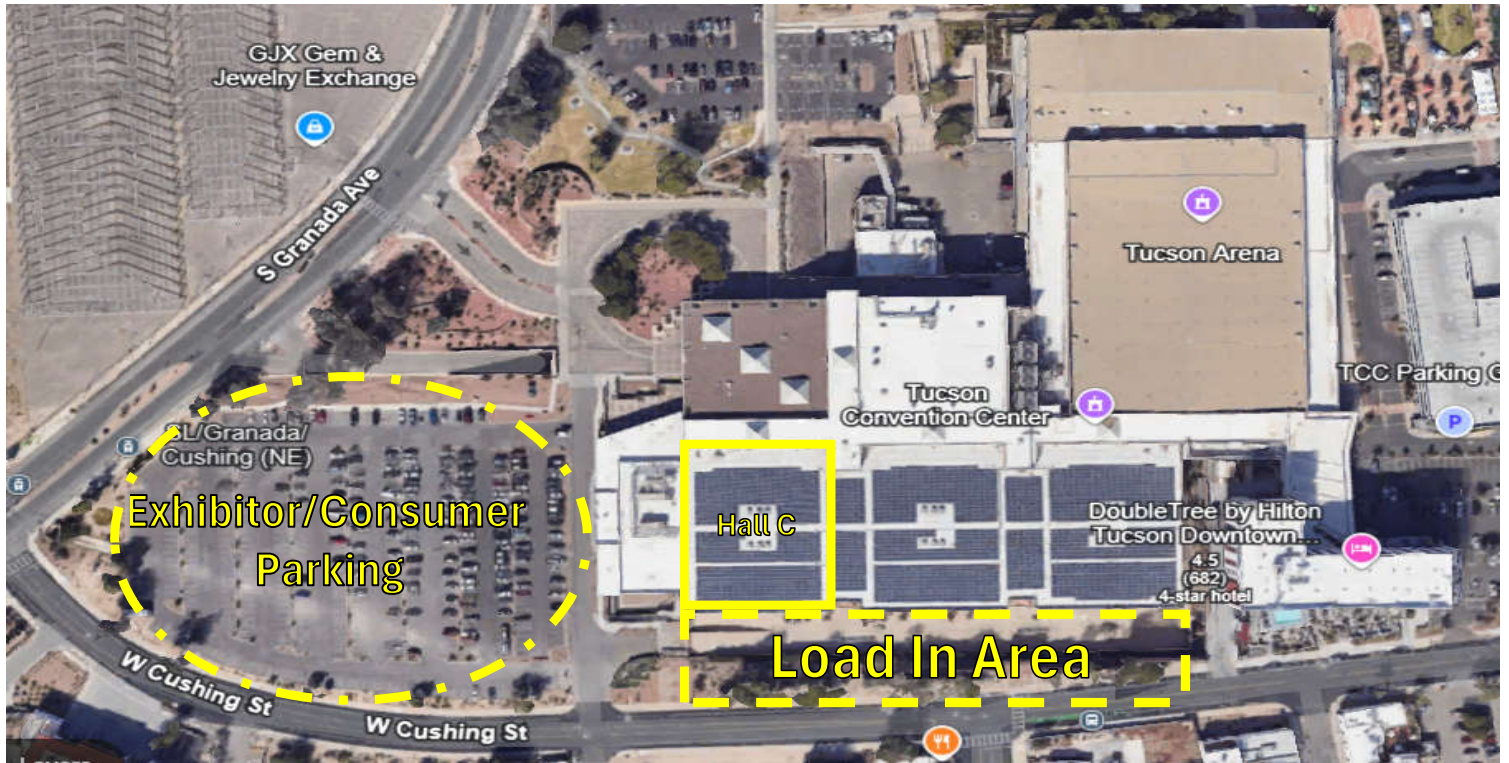 GJX Gem &
Jewelry Exchange
S Granada Ave
Tucson Arena
TCC Parking
Tucson
Convention Center
SL/Granada/
Cushing (NE)
P
Exhibitor/Consumer
Parking
Hall C
DoubleTree by Hilton
Tucson Downtown...
4.5
(682)
4-star hotel
Load In Area
W Cushing St
W Cushing St